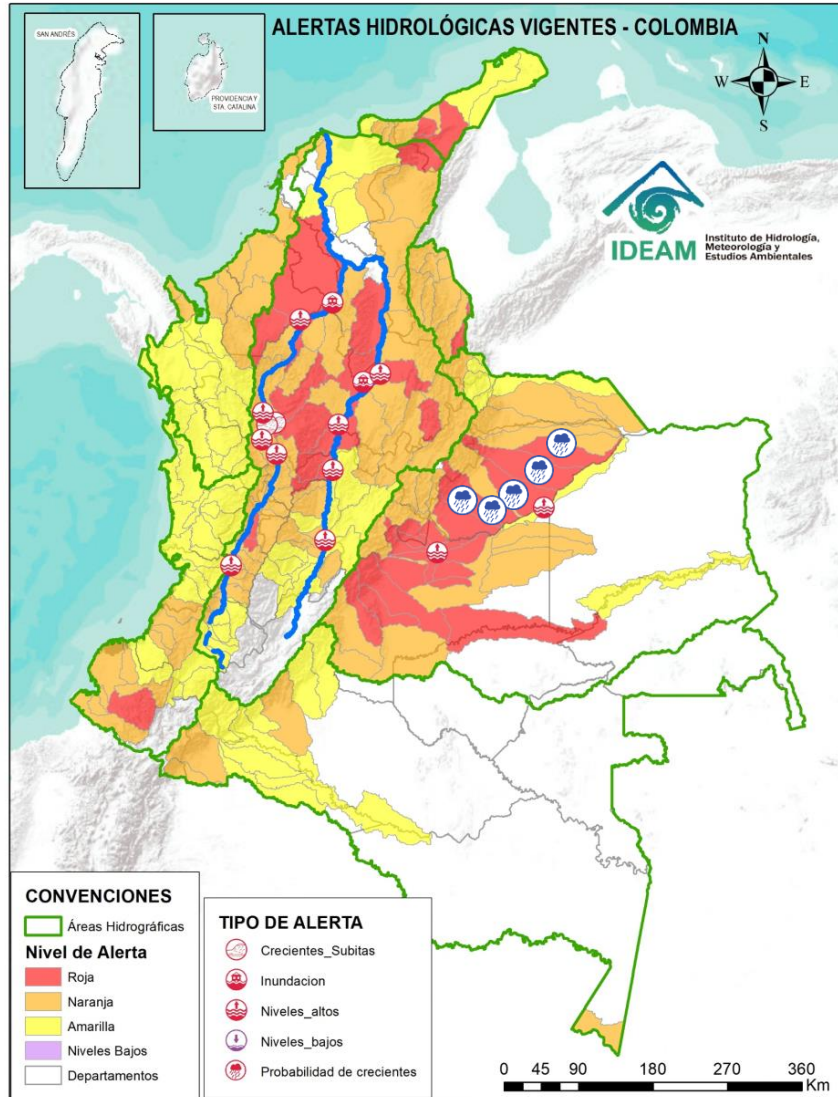 ALERTAS HIDROLÓGICAS VIGENTES - COLOMBIA
SAN ANDRÉS
PROVIDENCIA Y
STA. CATALINA
N
W
E
S
IDEAM
Instituto de Hidrología,
Meteorología y
Estudios Ambientales
CONVENCIONES
Áreas Hidrográficas
Nivel de Alerta
Roja
Naranja
Amarilla
Niveles Bajos
Departamentos
TIPO DE ALERTA
Crecientes_Subitas
Inundacion
Niveles_altos
Niveles_bajos
Probabilidad de crecientes
0 45 90 180 270 360
Km